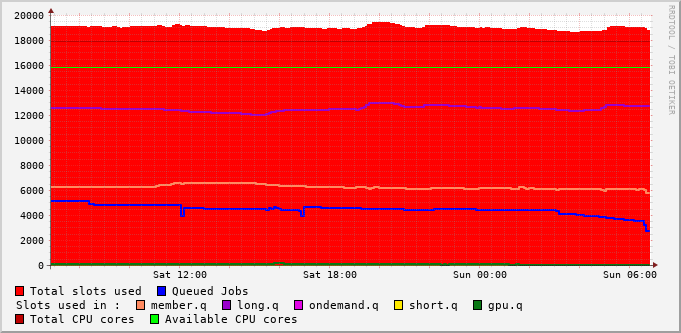 RRDTOOL / TOBI OETIKER
20000
18000
16000
14000
12000
10000
8000
6000
4000
2000
0
Sat 12:00 Sat 18:00 Sun 00:00 Sun 06:00
Total slots used Queued Jobs
Slots used in : member.q long.q ondemand.q short.q gpu.q
Total CPU cores Available CPU cores